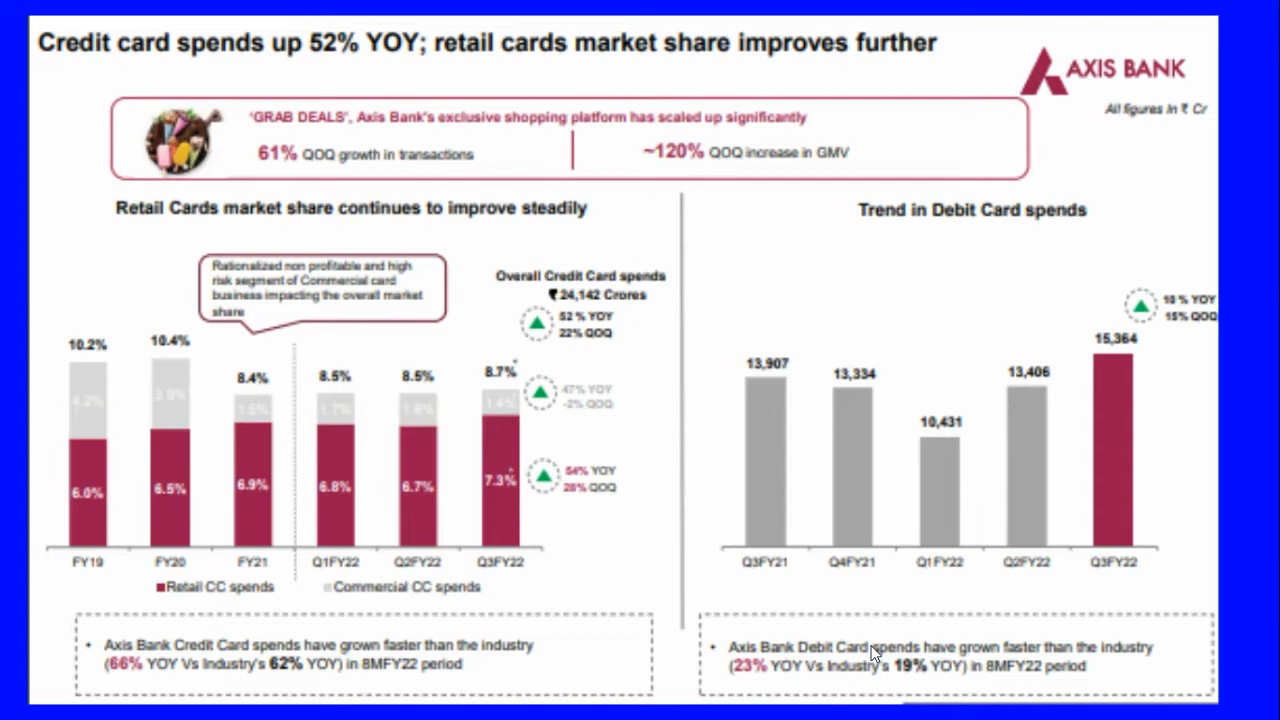 Credit card spends up 52% YOY; retail cards market share improves further
AXIS BANK
All figures in ₹ Cr
'GRAB DEALS', Axis Bank's exclusive shopping platform has scaled up significantly
61% QOQ growth in transactions
~120% QOQ increase in GMV
Retail Cards market share continues to improve steadily
Rationalized non profitable and high
risk segment of Commercial card
business impacting the overall market
share
Overall Credit Card spends
₹24,142 Crores
52 % YOY
22% QOQ
10.2%
10.4%
8.4%
8.5%
8.5%
8.7%*
4.2%
3.9%
1.5%
1.7%
1.8%
1.4%*
47% YOY
-2% QOQ
6.0%
6.5%
6.9%
6.8%
6.7%
7.3%*
54% YOY
28% QOQ
FY19
FY20
FY21
Q1FY22
Q2FY22
Q3FY22
Retail CC spends
Commercial CC spends
Axis Bank Credit Card spends have grown faster than the industry
(66% YOY Vs Industry's 62% YOY) in 8MFY22 period
Trend in Debit Card spends
10 % YOY
15% QOQ
13,907
13,334
10,431
13,406
15,364
Q3FY21
Q4FY21
Q1FY22
Q2FY22
Q3FY22
Axis Bank Debit Card spends have grown faster than the industry
(23% YOY Vs Industry's 19% YOY) in 8MFY22 period